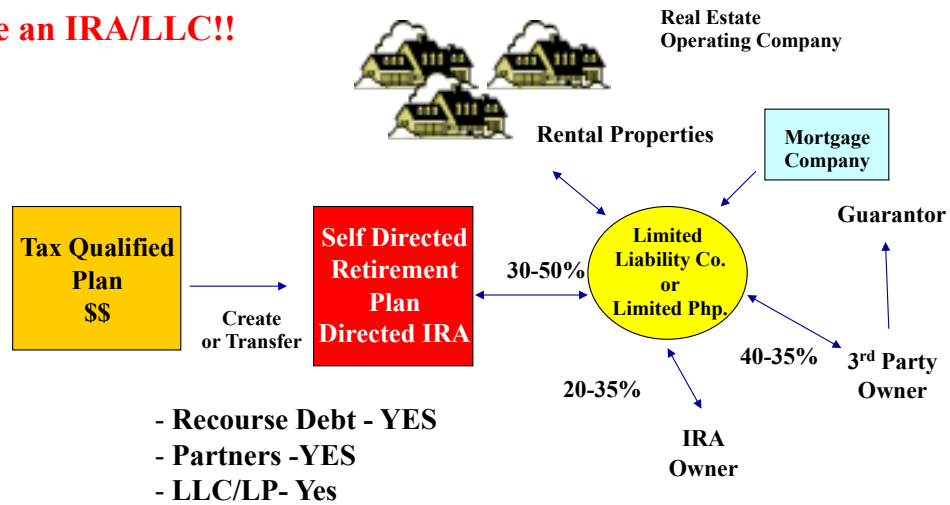 e an IRA/LLC!!
Real Estate
Operating Company
Rental Properties
Mortgage
Company
Guarantor
Tax Qualified
Plan
$$
Create
or Transfer
Self Directed
Retirement
Plan
Directed IRA
30-50%
Limited
Liability Co.
or
Limited Php.
40-35%
3rd Party
Owner
20-35%
IRA
Owner
- Recourse Debt - YES
- Partners -YES
- LLC/LP- Yes